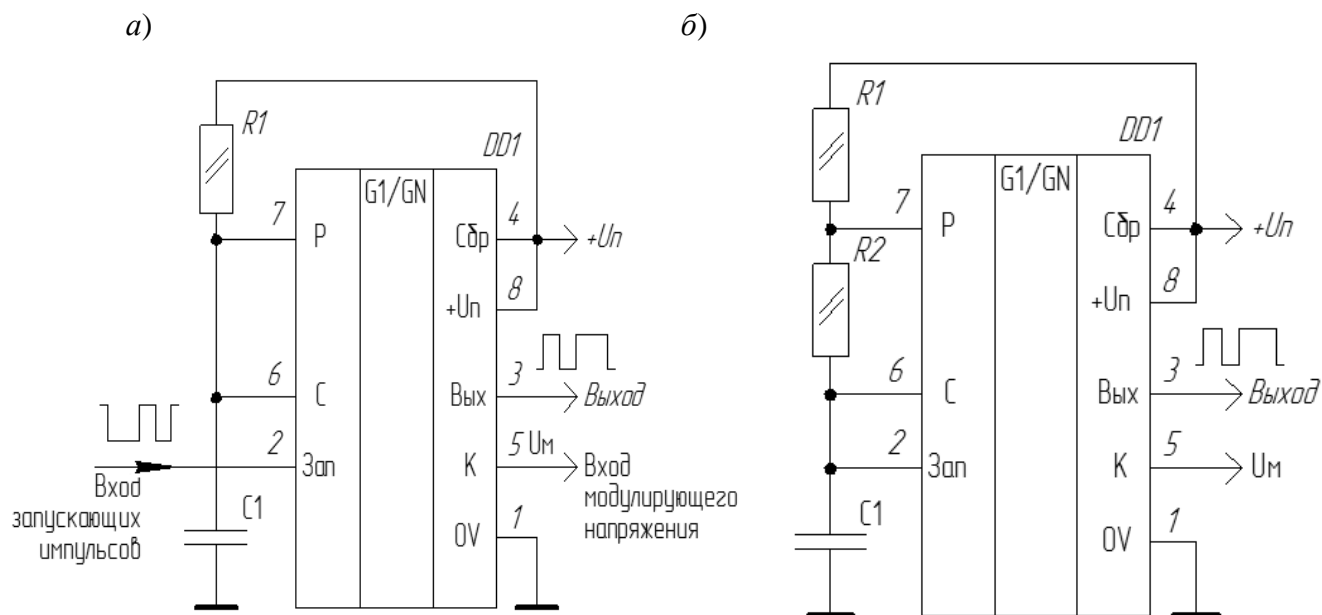 а)
R1
DD1
G1/GN
7
P
Сбр
4
+Uп
+Uп
8
6
C
Вых
3
Выход
2
Зап
К
5
Uм
Вход
запускающих
импульсов
Вход
модулирующего
напряжения
C1
0V
1
б)
R1
DD1
G1/GN
7
P
Сбр
4
+Uп
R2
+Uп
8
6
C
Вых
3
Выход
2
Зап
К
5
Uм
C1
0V
1